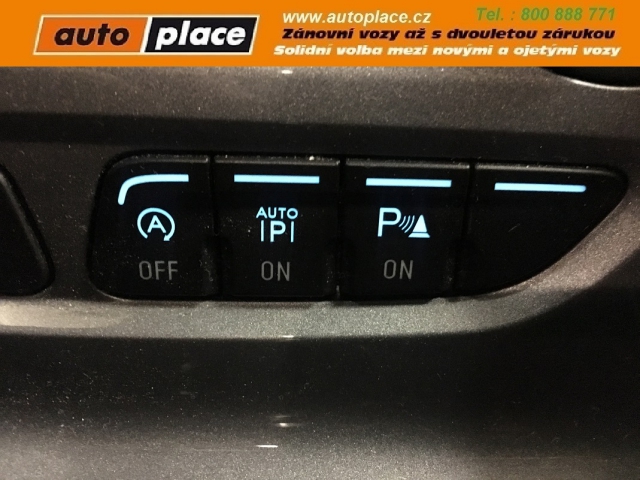 auto place
www.autoplace.cz
Tel. : 800 888 771
Zánovní vozy až s dvouletou zárukou
Solidní volba mezi novými a ojetými vozy
A
OFF
AUTO
|P|
ON
P
ON